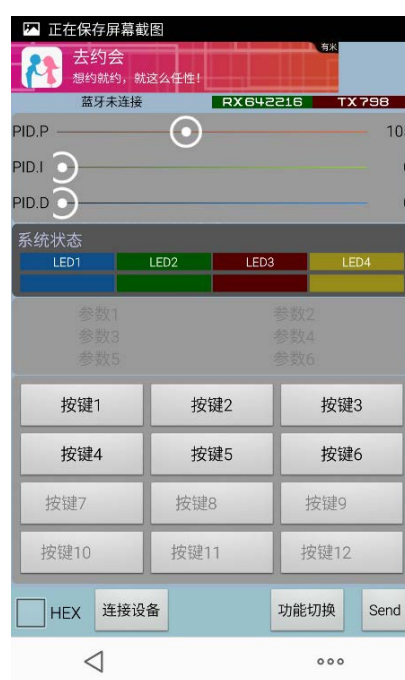 正在保存屏幕截图
去约会
有米
想约就约，就这么任性！
蓝牙未连接 RX642216 TX798
PID.P 10
PID.I
PID.D
系统状态
LED1 LED2 LED3 LED4
参数1 参数2
参数3 参数4
参数5 参数6
按键1 按键2 按键3
按键4 按键5 按键6
按键7 按键8 按键9
按键10 按键11 按键12
HEX 连接设备 功能切换 Send